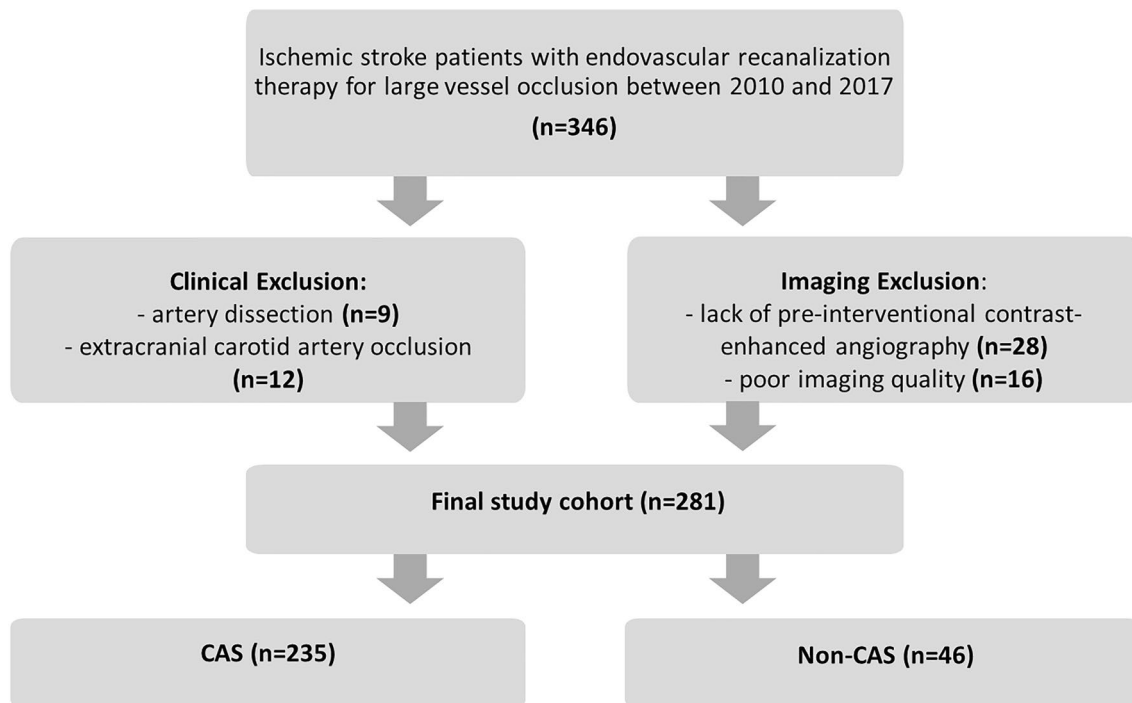 Ischemic stroke patients with endovascular recanalization
therapy for large vessel occlusion between 2010 and 2017
(n=346)
Clinical Exclusion:
- artery dissection (n=9)
- extracranial carotid artery occlusion
(n=12)
Imaging Exclusion:
- lack of pre-interventional contrast-
enhanced angiography (n=28)
- poor imaging quality (n=16)
Final study cohort (n=281)
CAS (n=235)
Non-CAS (n=46)